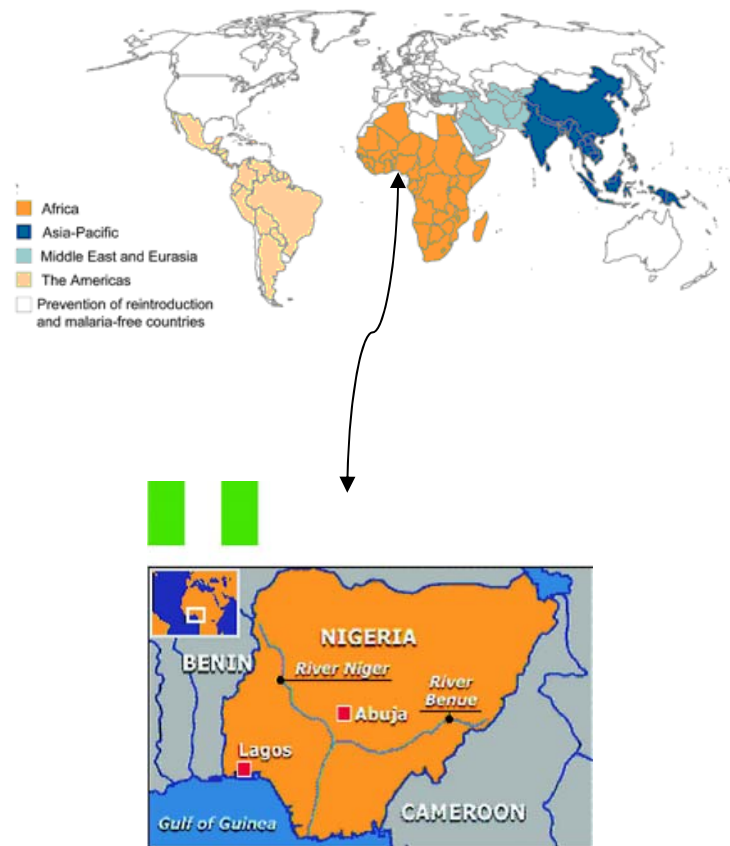 Africa
Asia-Pacific
Middle East and Eurasia
The Americas
Prevention of reintroduction
and malaria-free countries
NIGERIA
BENIN
River Niger
River
Benue
Abuja
Lagos
CAMEROON
Gulf of Guinea